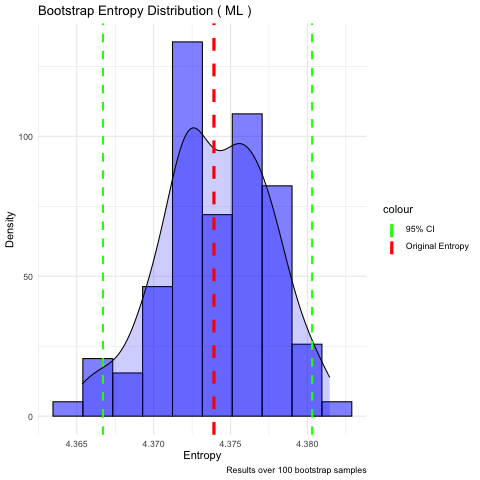 Bootstrap Entropy Distribution ( ML )
100
50
0
Density
4.365
4.370
4.375
4.380
Entropy
colour
95% CI
Original Entropy
Results over 100 bootstrap samples